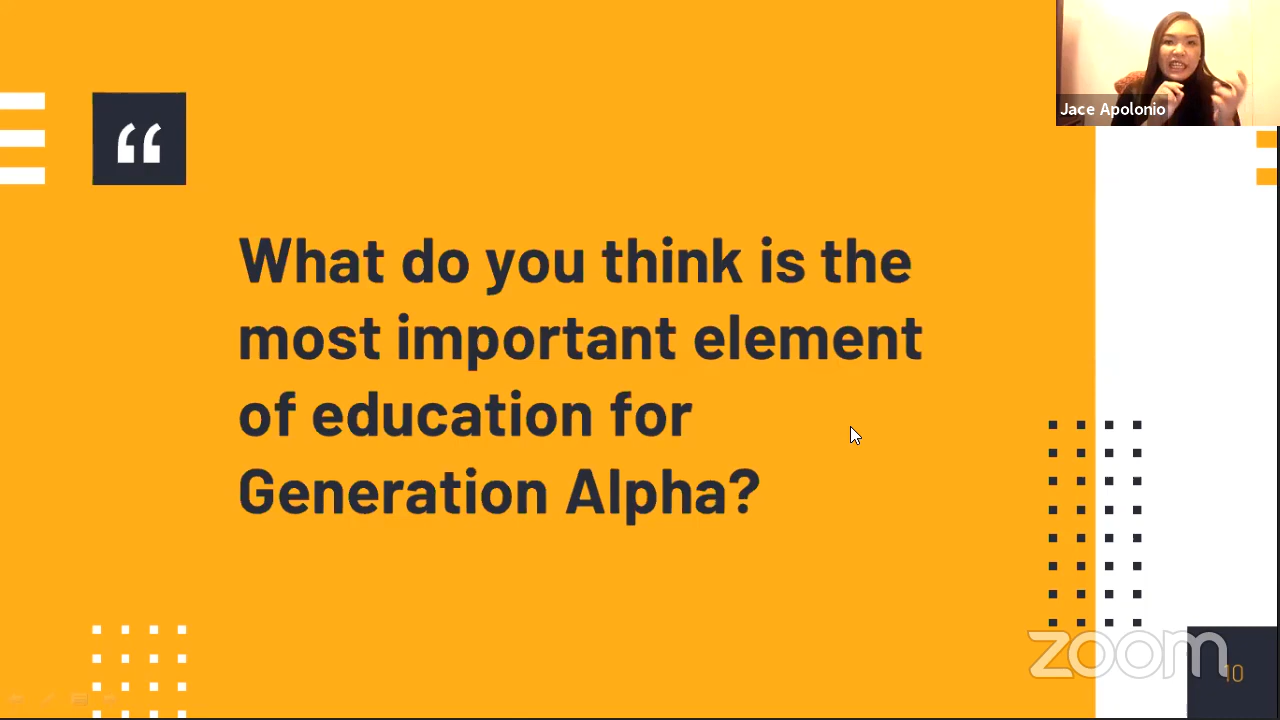 Jace Apolonio
“
What do you think is the
most important element
of education for
Generation Alpha?
zoom
10